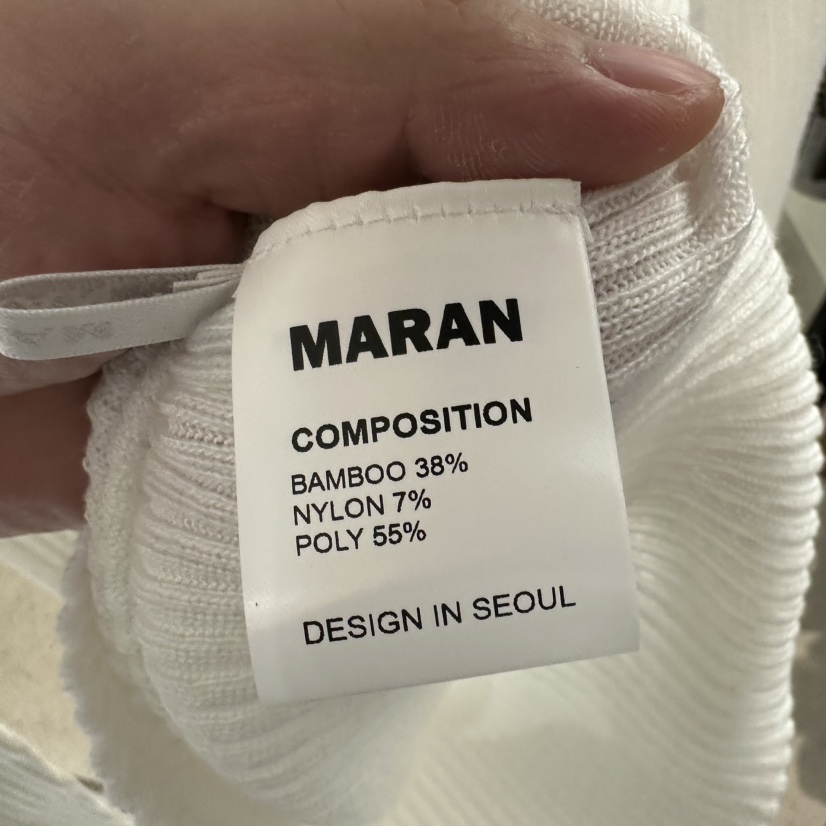 MARAN
COMPOSITION
BAMBOO 38%
NYLON 7%
POLY 55%
DESIGN IN SEOUL